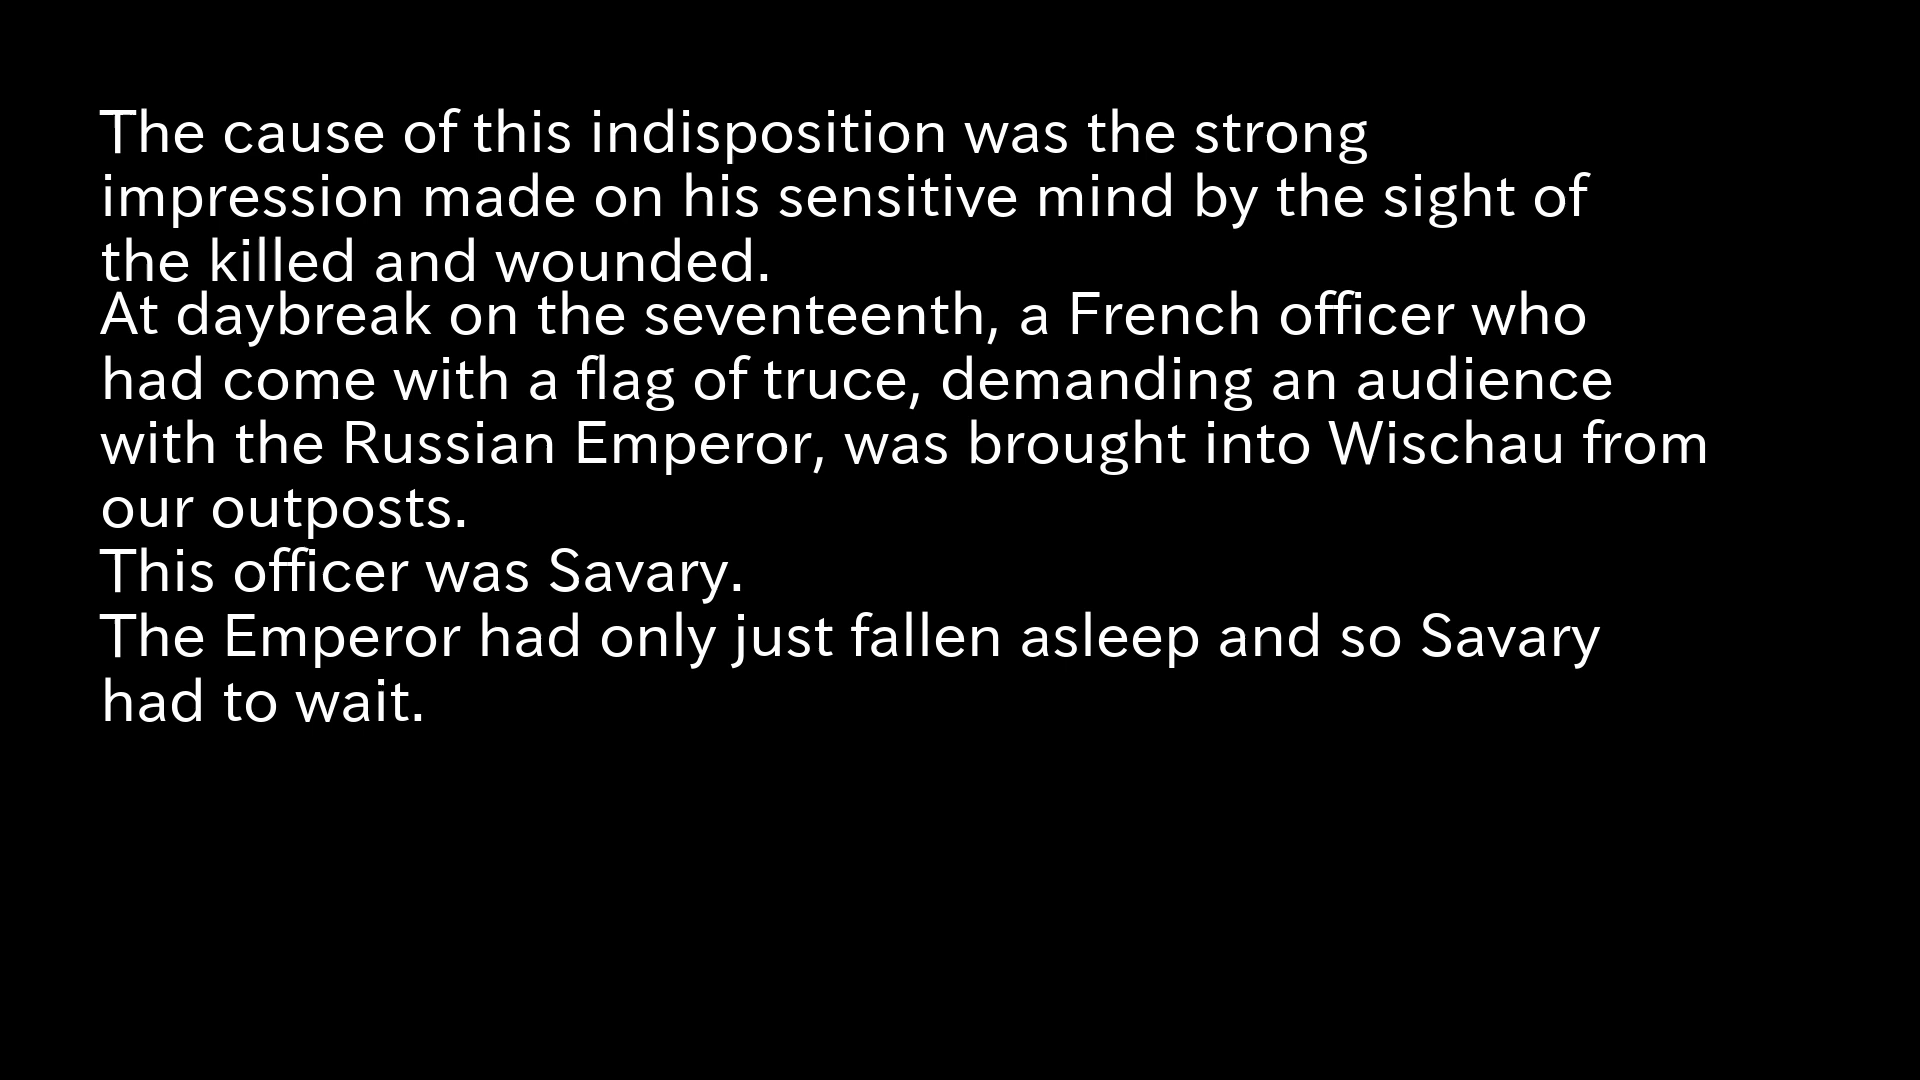 The cause of this indisposition was the strong
impression made on his sensitive mind by the sight of
the killed and wounded.
At daybreak on the seventeenth, a French officer who
had come with a flag of truce, demanding an audience
with the Russian Emperor, was brought into Wischau from
our outposts.
This officer was Savary.
The Emperor had only just fallen asleep and so Savary
had to wait.